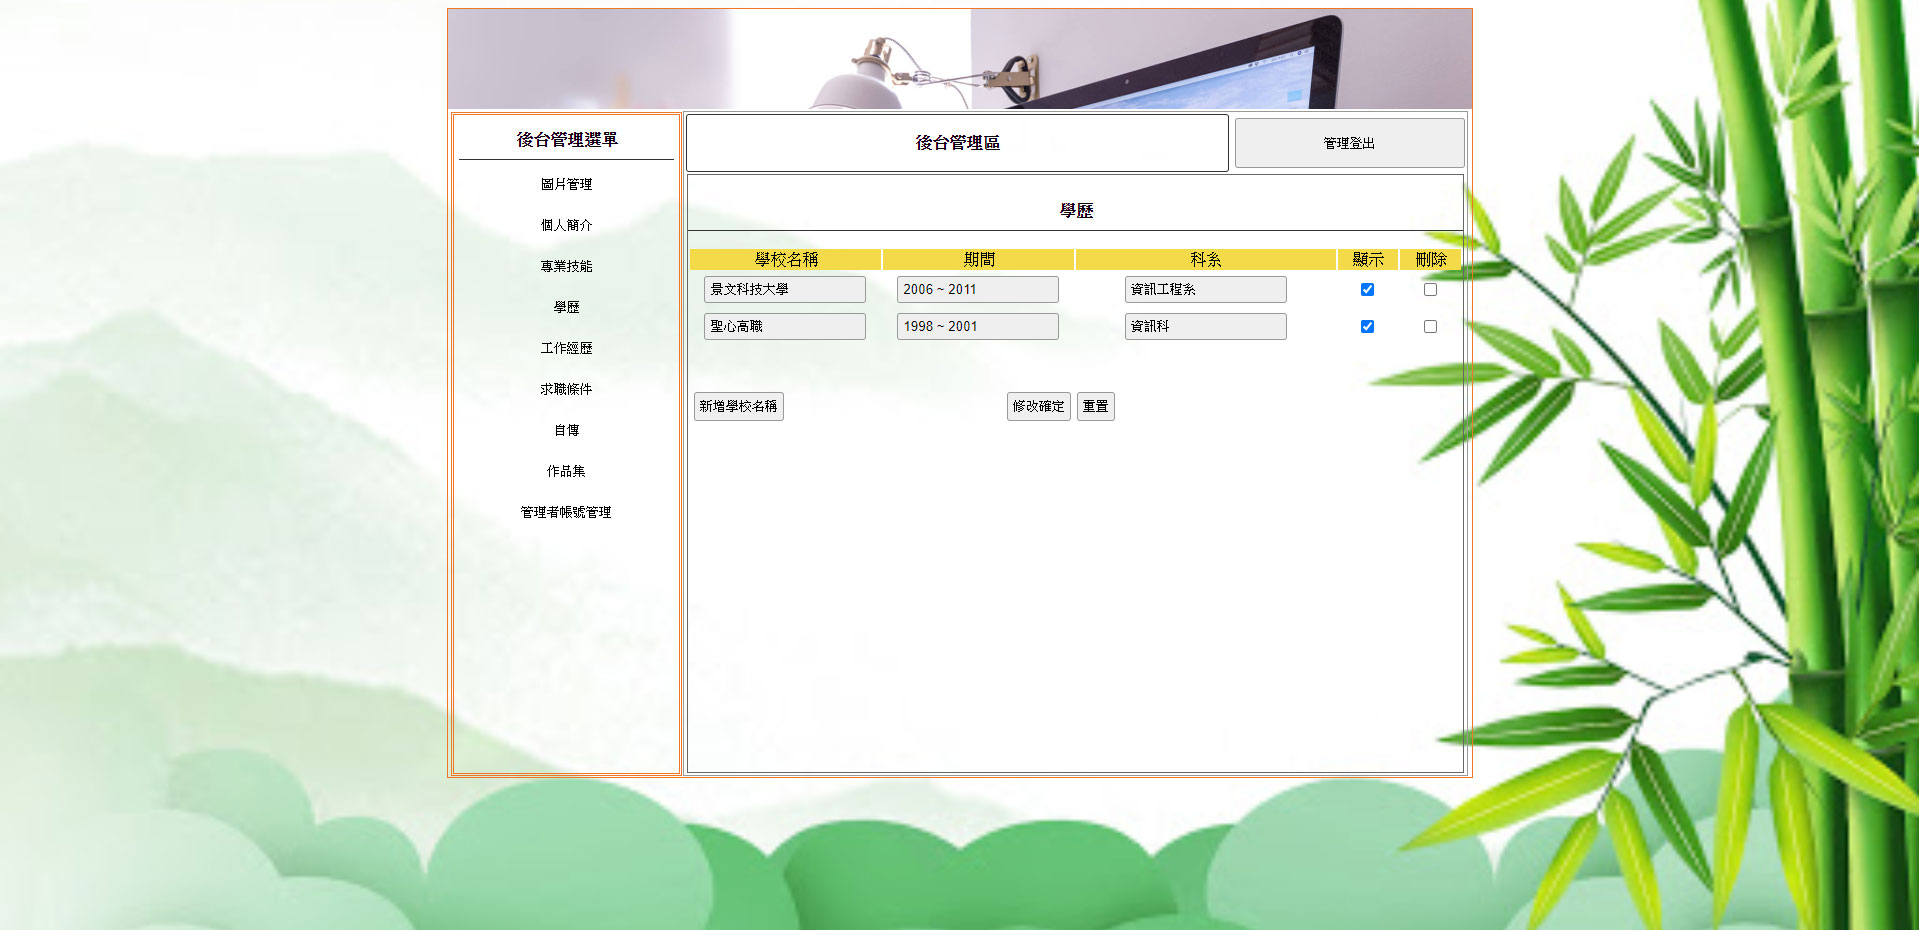 後台管理選單
圖片管理
個人簡介
專業技能
學歷
工作經歷
求職條件
自傳
作品集
管理者帳號管理
後台管理區
管理登出
學歷
學校名稱 期間 科系 顯示 刪除
景文科技大學 2006 ~ 2011 資訊工程系
聖心高職 1998 ~ 2001 資訊科
新增學校名稱 修改確定 重置